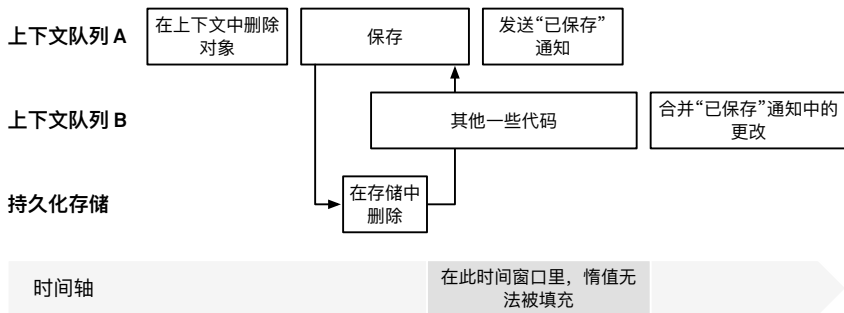 上下文队列 A
在上下文中删除
对象
保存
发送“已保存”
通知
上下文队列 B
其他一些代码
合并“已保存”通知中的
更改
持久化存储
在存储中
删除
时间轴
在此时间窗口里，惰值无
法被填充